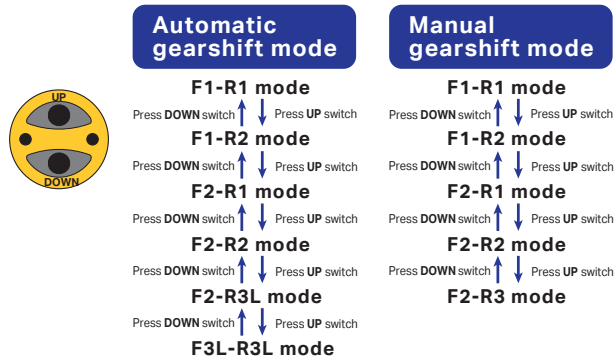 UP
DOWN
Automatic
gearshift mode
F1-R1 mode
Press DOWN switch Press UP switch
F1-R2 mode
Press DOWN switch Press UP switch
F2-R1 mode
Press DOWN switch Press UP switch
F2-R2 mode
Press DOWN switch Press UP switch
F2-R3L mode
Press DOWN switch Press UP switch
F3L-R3L mode
Manual
gearshift mode
F1-R1 mode
Press DOWN switch Press UP switch
F1-R2 mode
Press DOWN switch Press UP switch
F2-R1 mode
Press DOWN switch Press UP switch
F2-R2 mode
Press DOWN switch Press UP switch
F2-R3 mode